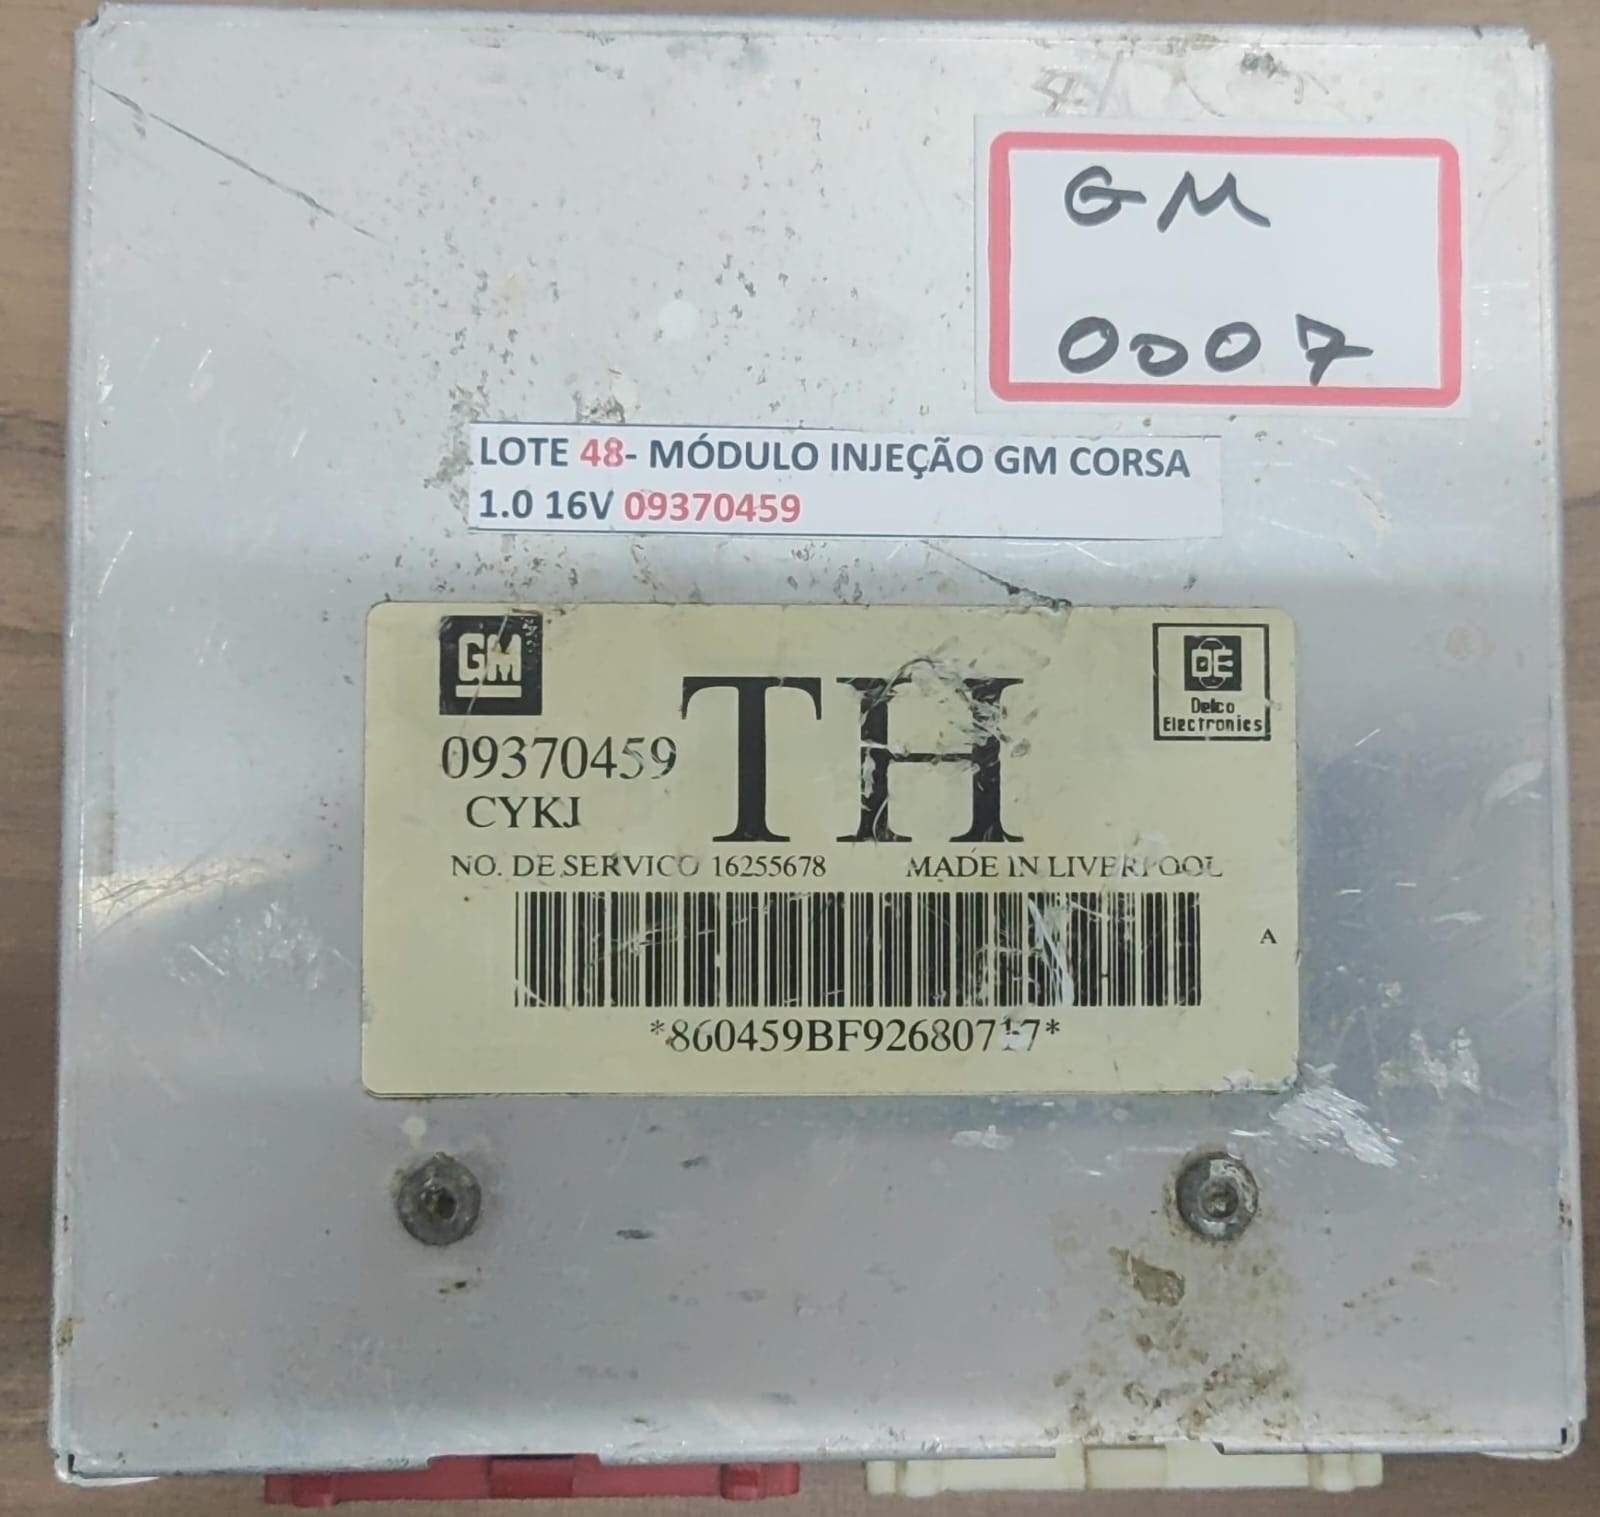 GM
0007
LOTE 48- MÓDULO INJEÇÃO GM CORSA
1.0 16V 09370459
GM
TH
DE
Delco
Electronics
09370459
CYKJ
NO. DE SERVICO 16255678
MADE IN LIVERPOOL
A
*860459BF92680717*